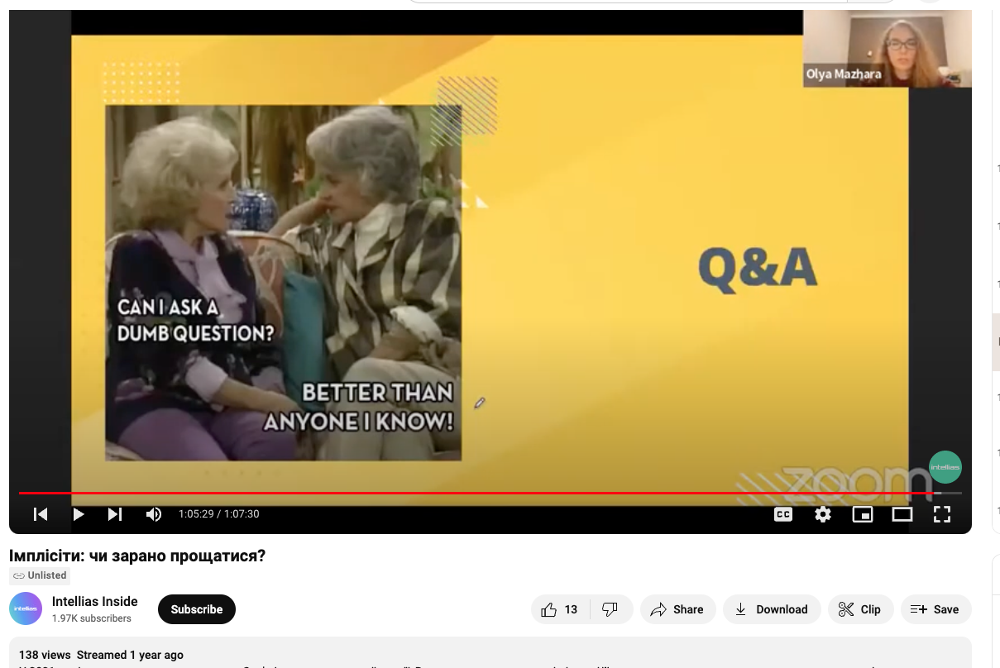 Olya Mazhara
Q&A
CAN I ASK A
DUMB QUESTION?
BETTER THAN
ANYONE I KNOW!
zoom
intellias
1:05:29 / 1:07:30
CC
Імплісіти: чи зарано прощатися?
Unlisted
intellias
Intellias Inside
1.97K subscribers
Subscribe
13
Share
Download
Clip
Save
138 views Streamed 1 year ago